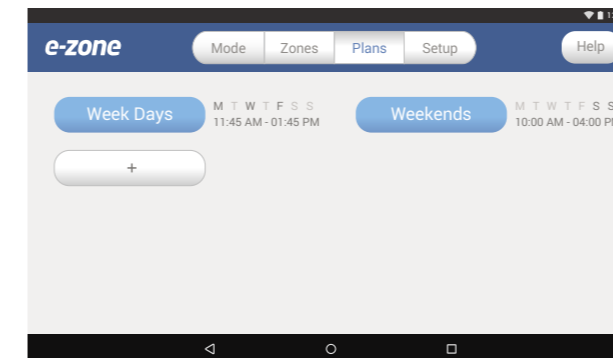 e-zone
Mode Zones Plans Setup Help
Week Days M T W T F S S
11:45 AM - 01:45 PM
Weekends M T W T F S S
10:00 AM - 04:00
+